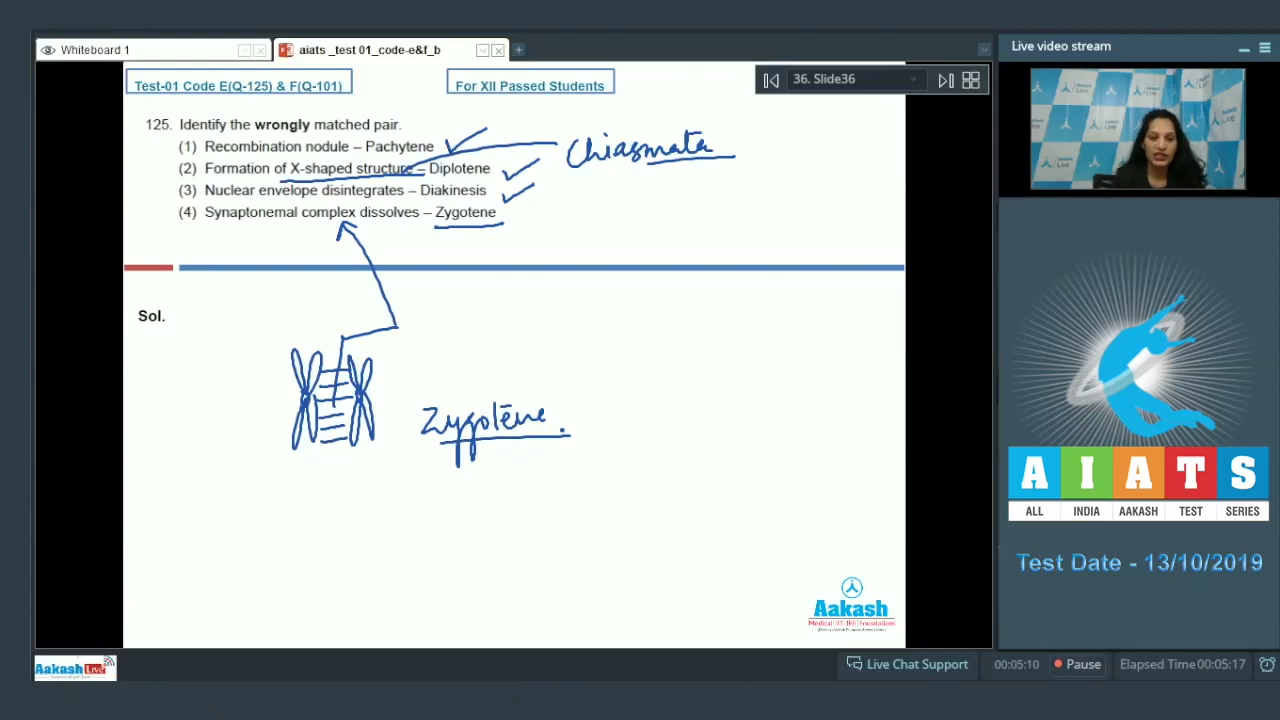 Whiteboard 1
aiats _test 01_code-e&f_b
Live video stream
Test-01 Code E(Q-125) & F(Q-101)
For XII Passed Students
36. Slide36
125. Identify the wrongly matched pair.
(1) Recombination nodule – Pachytene
(2) Formation of X-shaped structure – Diplotene
(3) Nuclear envelope disintegrates – Diakinesis
(4) Synaptonemal complex dissolves – Zygotene
Chiasmata
Sol.
Zygotene.
AIATS
ALL INDIA AAKASH TEST SERIES
Test Date - 13/10/2019
Aakash
Medical IIT-JEE Foundations
Aakash Live
Live Chat Support
00:05:10
Pause
Elapsed Time 00:05:17